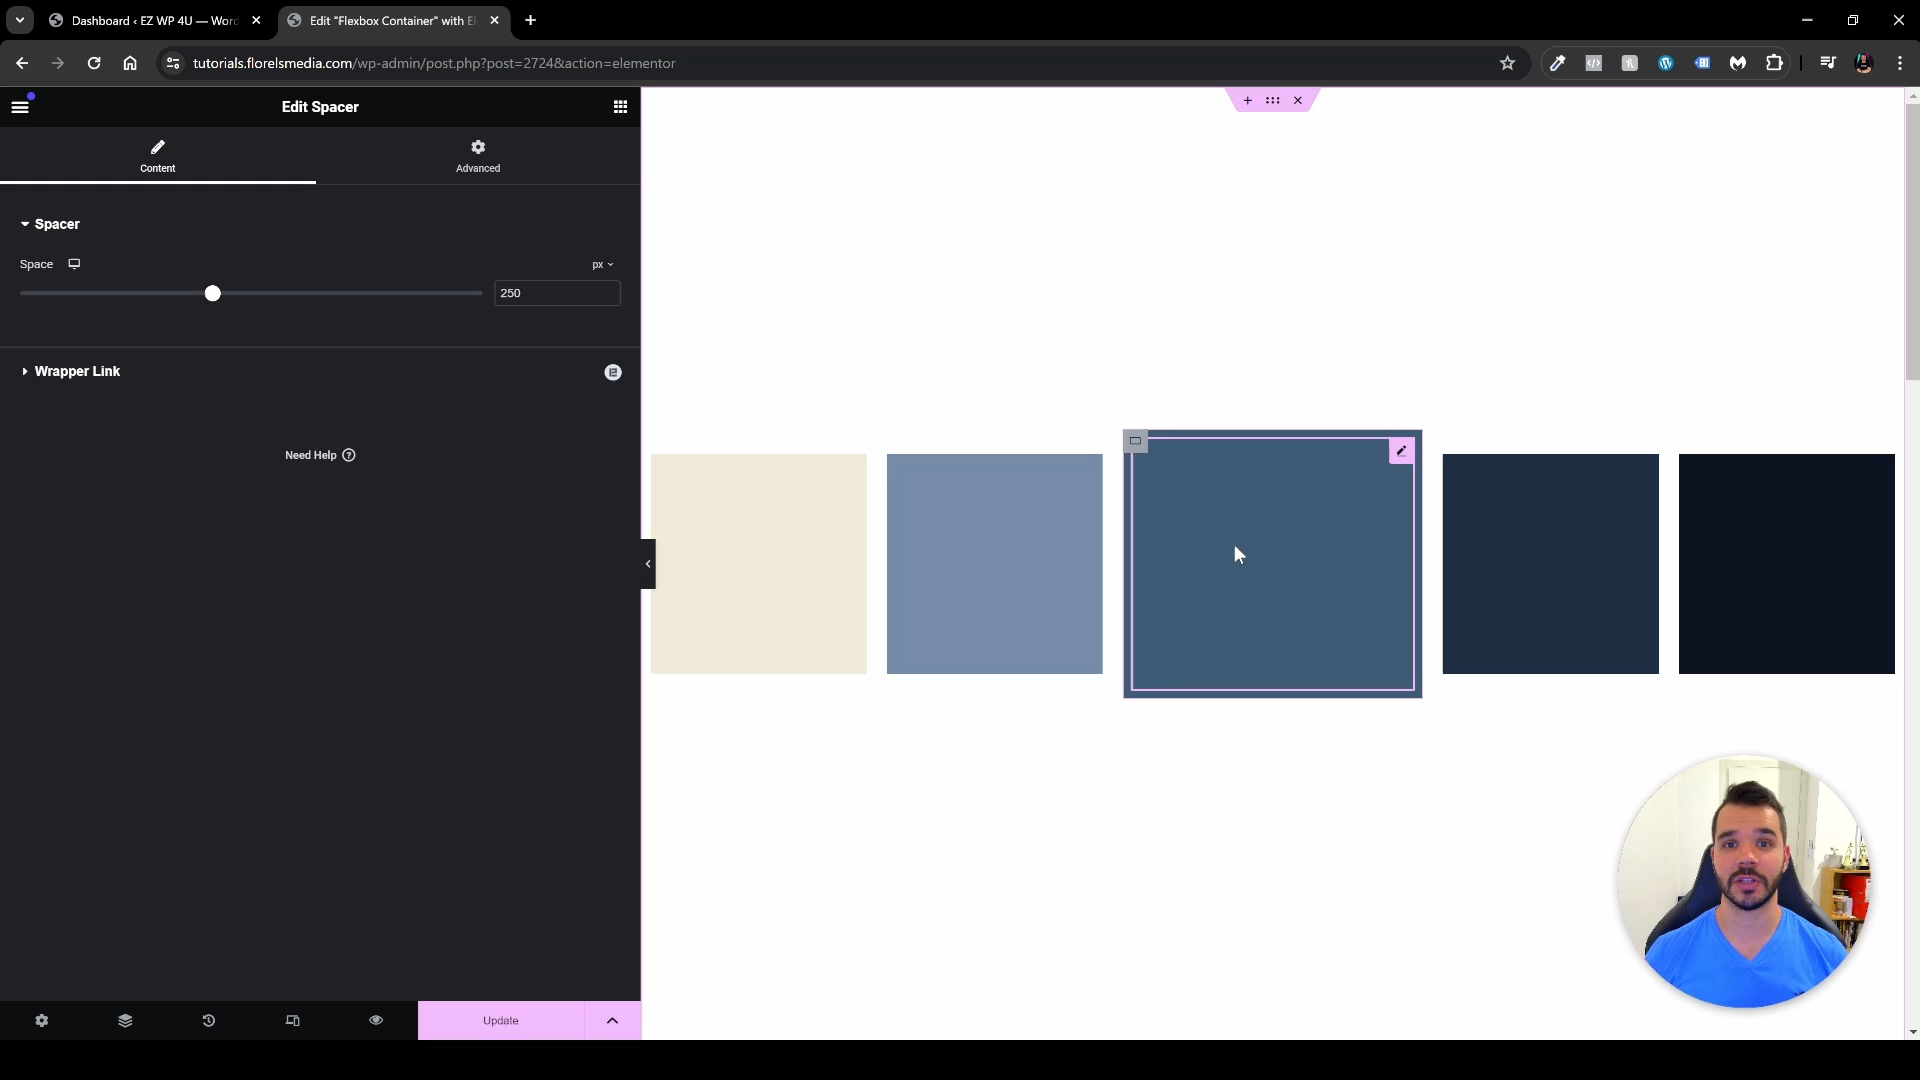 Dashboard ‹ EZ WP 4U — Word
Edit "Flexbox Container" with El
tutorials.florelsmedia.com/wp-admin/post.php?post=2724&action=elementor
Edit Spacer
Content
Advanced
Spacer
Space
px
250
Wrapper Link
Need Help
Update